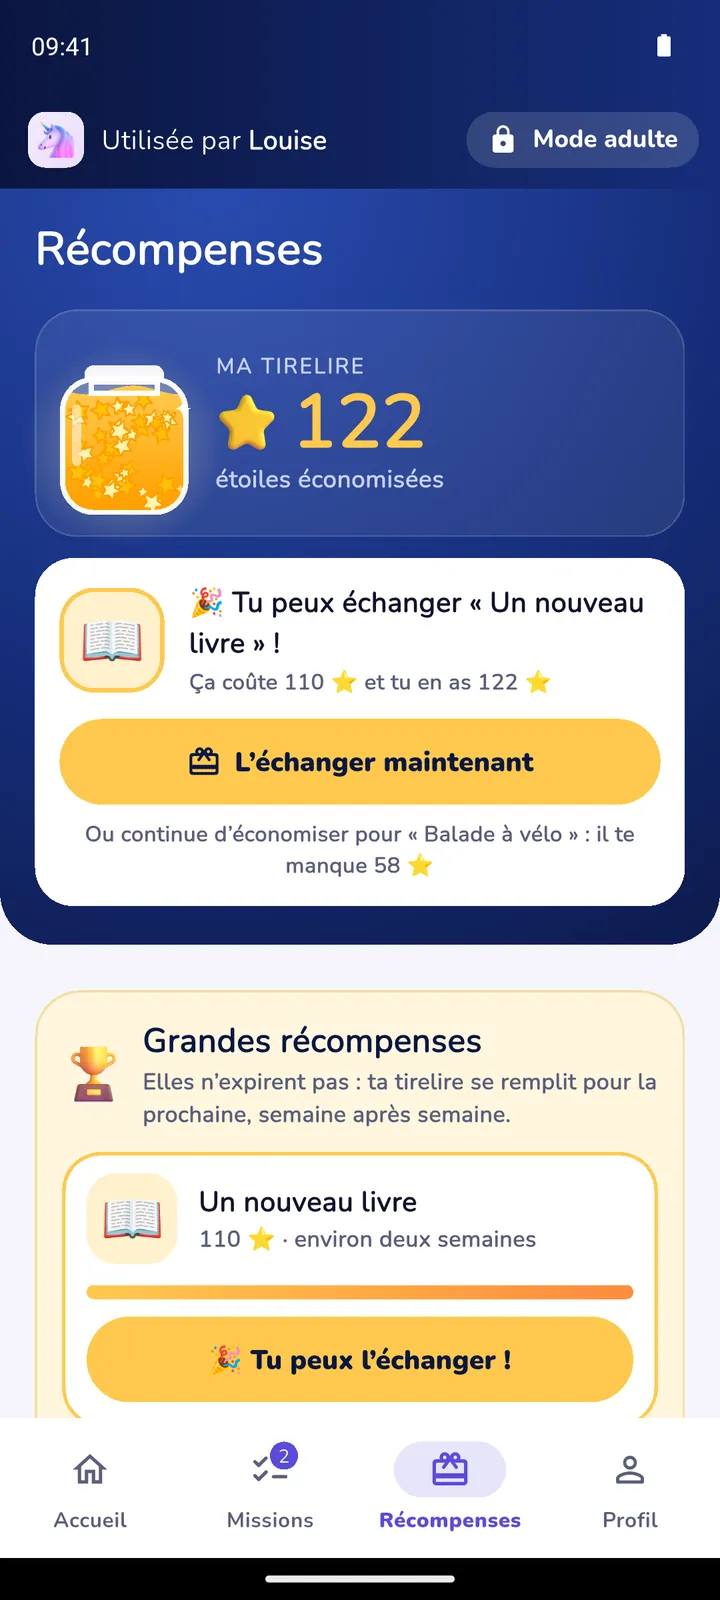 09:41
Utilisée par Louise
Mode adulte
Récompenses
MA TIRELIRE
122
étoiles économisées
🎉 Tu peux échanger « Un nouveau
livre » !
Ça coûte 110 ⭐ et tu en as 122 ⭐
L’échanger maintenant
Ou continue d’économiser pour « Balade à vélo » : il te
manque 58 ⭐
Grandes récompenses
Elles n’expirent pas : ta tirelire se remplit pour la
prochaine, semaine après semaine.
Un nouveau livre
110 ⭐ · environ deux semaines
🎉 Tu peux l’échanger !
2
Accueil
Missions
Récompenses
Profil